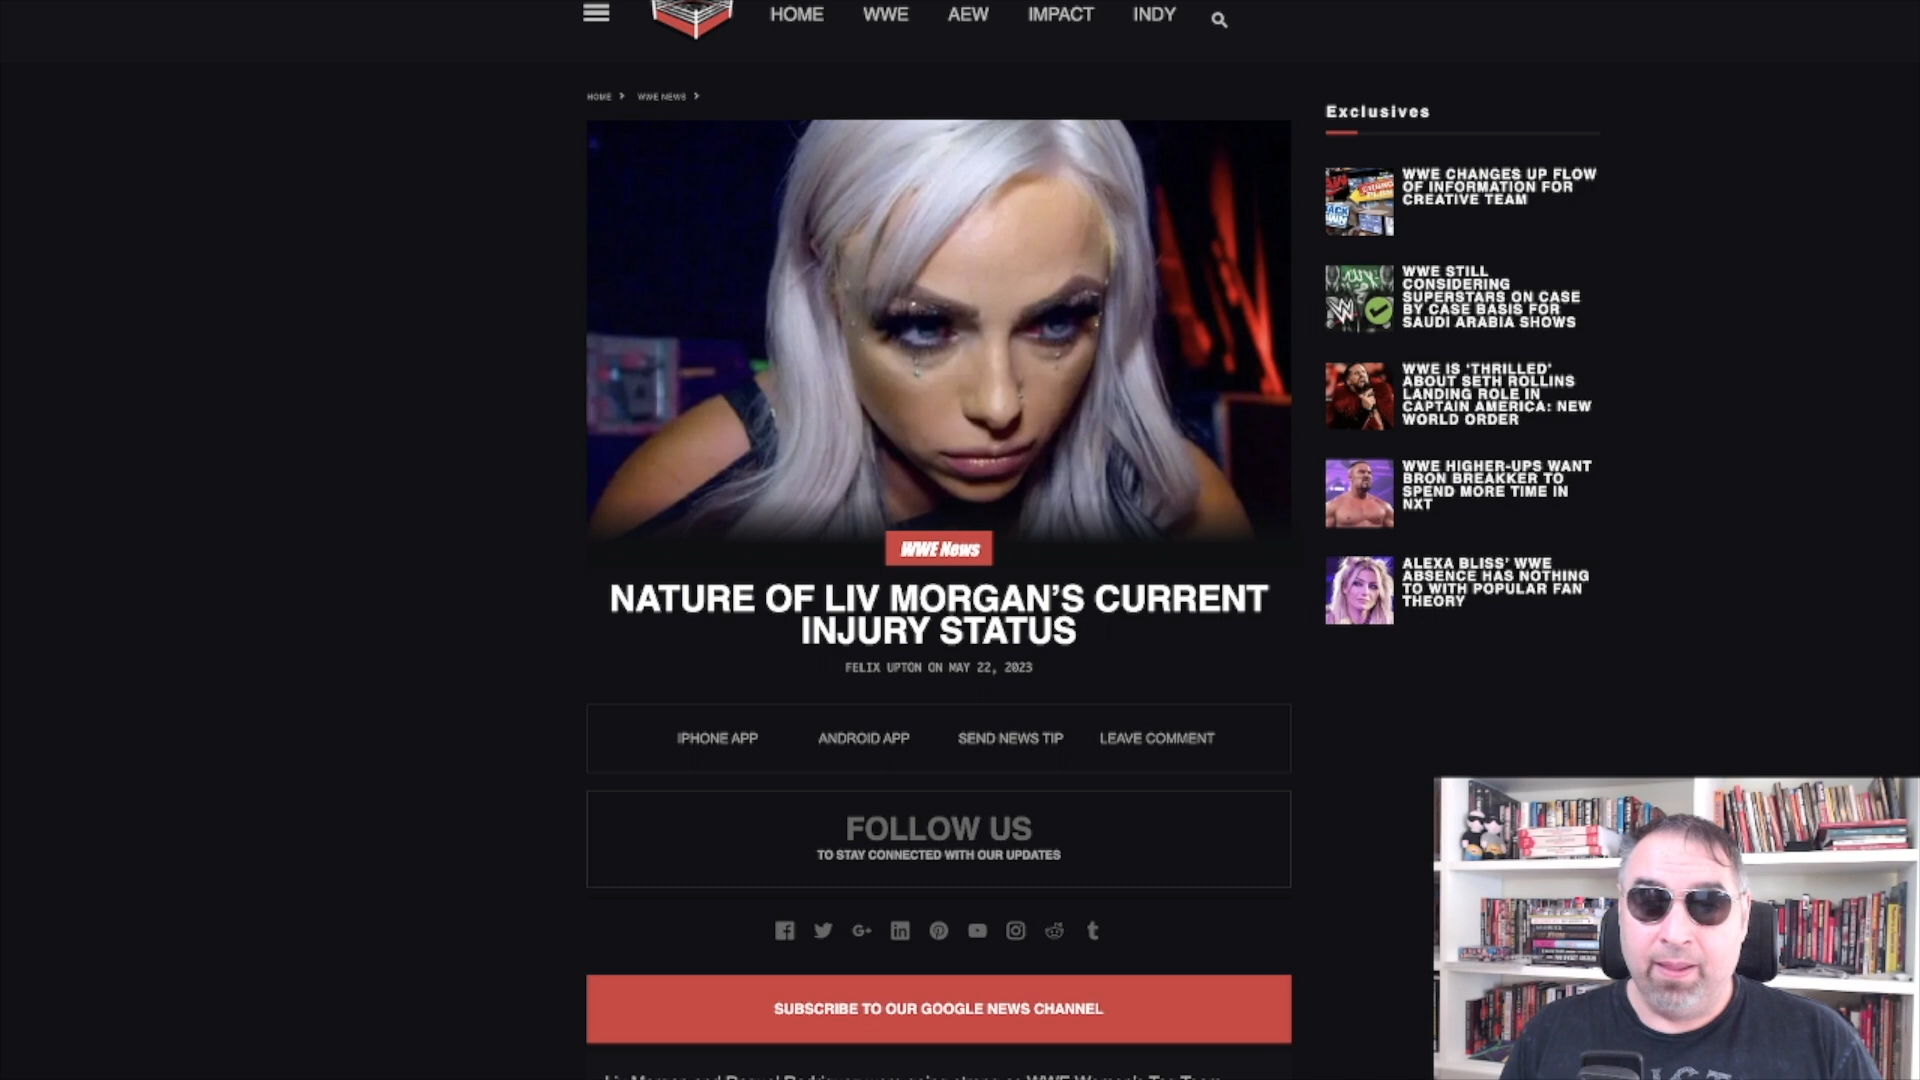 HOME
WWE
AEW
IMPACT
INDY
HOME
WWE NEWS
Exclusives
WWE CHANGES UP FLOW
OF INFORMATION FOR
CREATIVE TEAM
WWE STILL
CONSIDERING
SUPERSTARS ON CASE
BY CASE BASIS FOR
SAUDI ARABIA SHOWS
WWE IS 'THRILLED'
ABOUT SETH ROLLINS
LANDING ROLE IN
CAPTAIN AMERICA: NEW
WORLD ORDER
WWE HIGHER-UPS WANT
BRON BREAKKER TO
SPEND MORE TIME IN
NXT
ALEXA BLISS' WWE
ABSENCE HAS NOTHING
TO WITH POPULAR FAN
THEORY
WWE News
NATURE OF LIV MORGAN'S CURRENT
INJURY STATUS
FELIX UPTON ON MAY 22, 2023
IPHONE APP
ANDROID APP
SEND NEWS TIP
LEAVE COMMENT
FOLLOW US
TO STAY CONNECTED WITH OUR UPDATES
SUBSCRIBE TO OUR GOOGLE NEWS CHANNEL